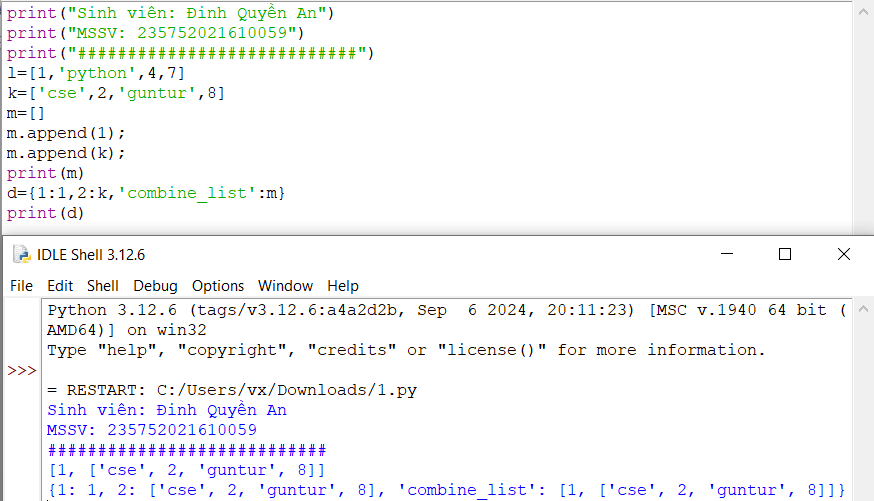 print("Sinh viên: Đinh Quyền An")
print("MSSV: 235752021610059")
print("############################")
l=[1,'python',4,7]
k=['cse',2,'guntur',8]
m=[]
m.append(1);
m.append(k);
print(m)
d={1:1,2:k,'combine_list':m}
print(d)
IDLE Shell 3.12.6
File Edit Shell Debug Options Window Help
Python 3.12.6 (tags/v3.12.6:a4a2d2b, Sep  6 2024, 20:11:23) [MSC v.1940 64 bit (
AMD64)] on win32
Type "help", "copyright", "credits" or "license()" for more information.
>>>
= RESTART: C:/Users/vx/Downloads/1.py
Sinh viên: Đinh Quyền An
MSSV: 235752021610059
############################
[1, ['cse', 2, 'guntur', 8]]
{1: 1, 2: ['cse', 2, 'guntur', 8], 'combine_list': [1, ['cse', 2, 'guntur', 8]]}